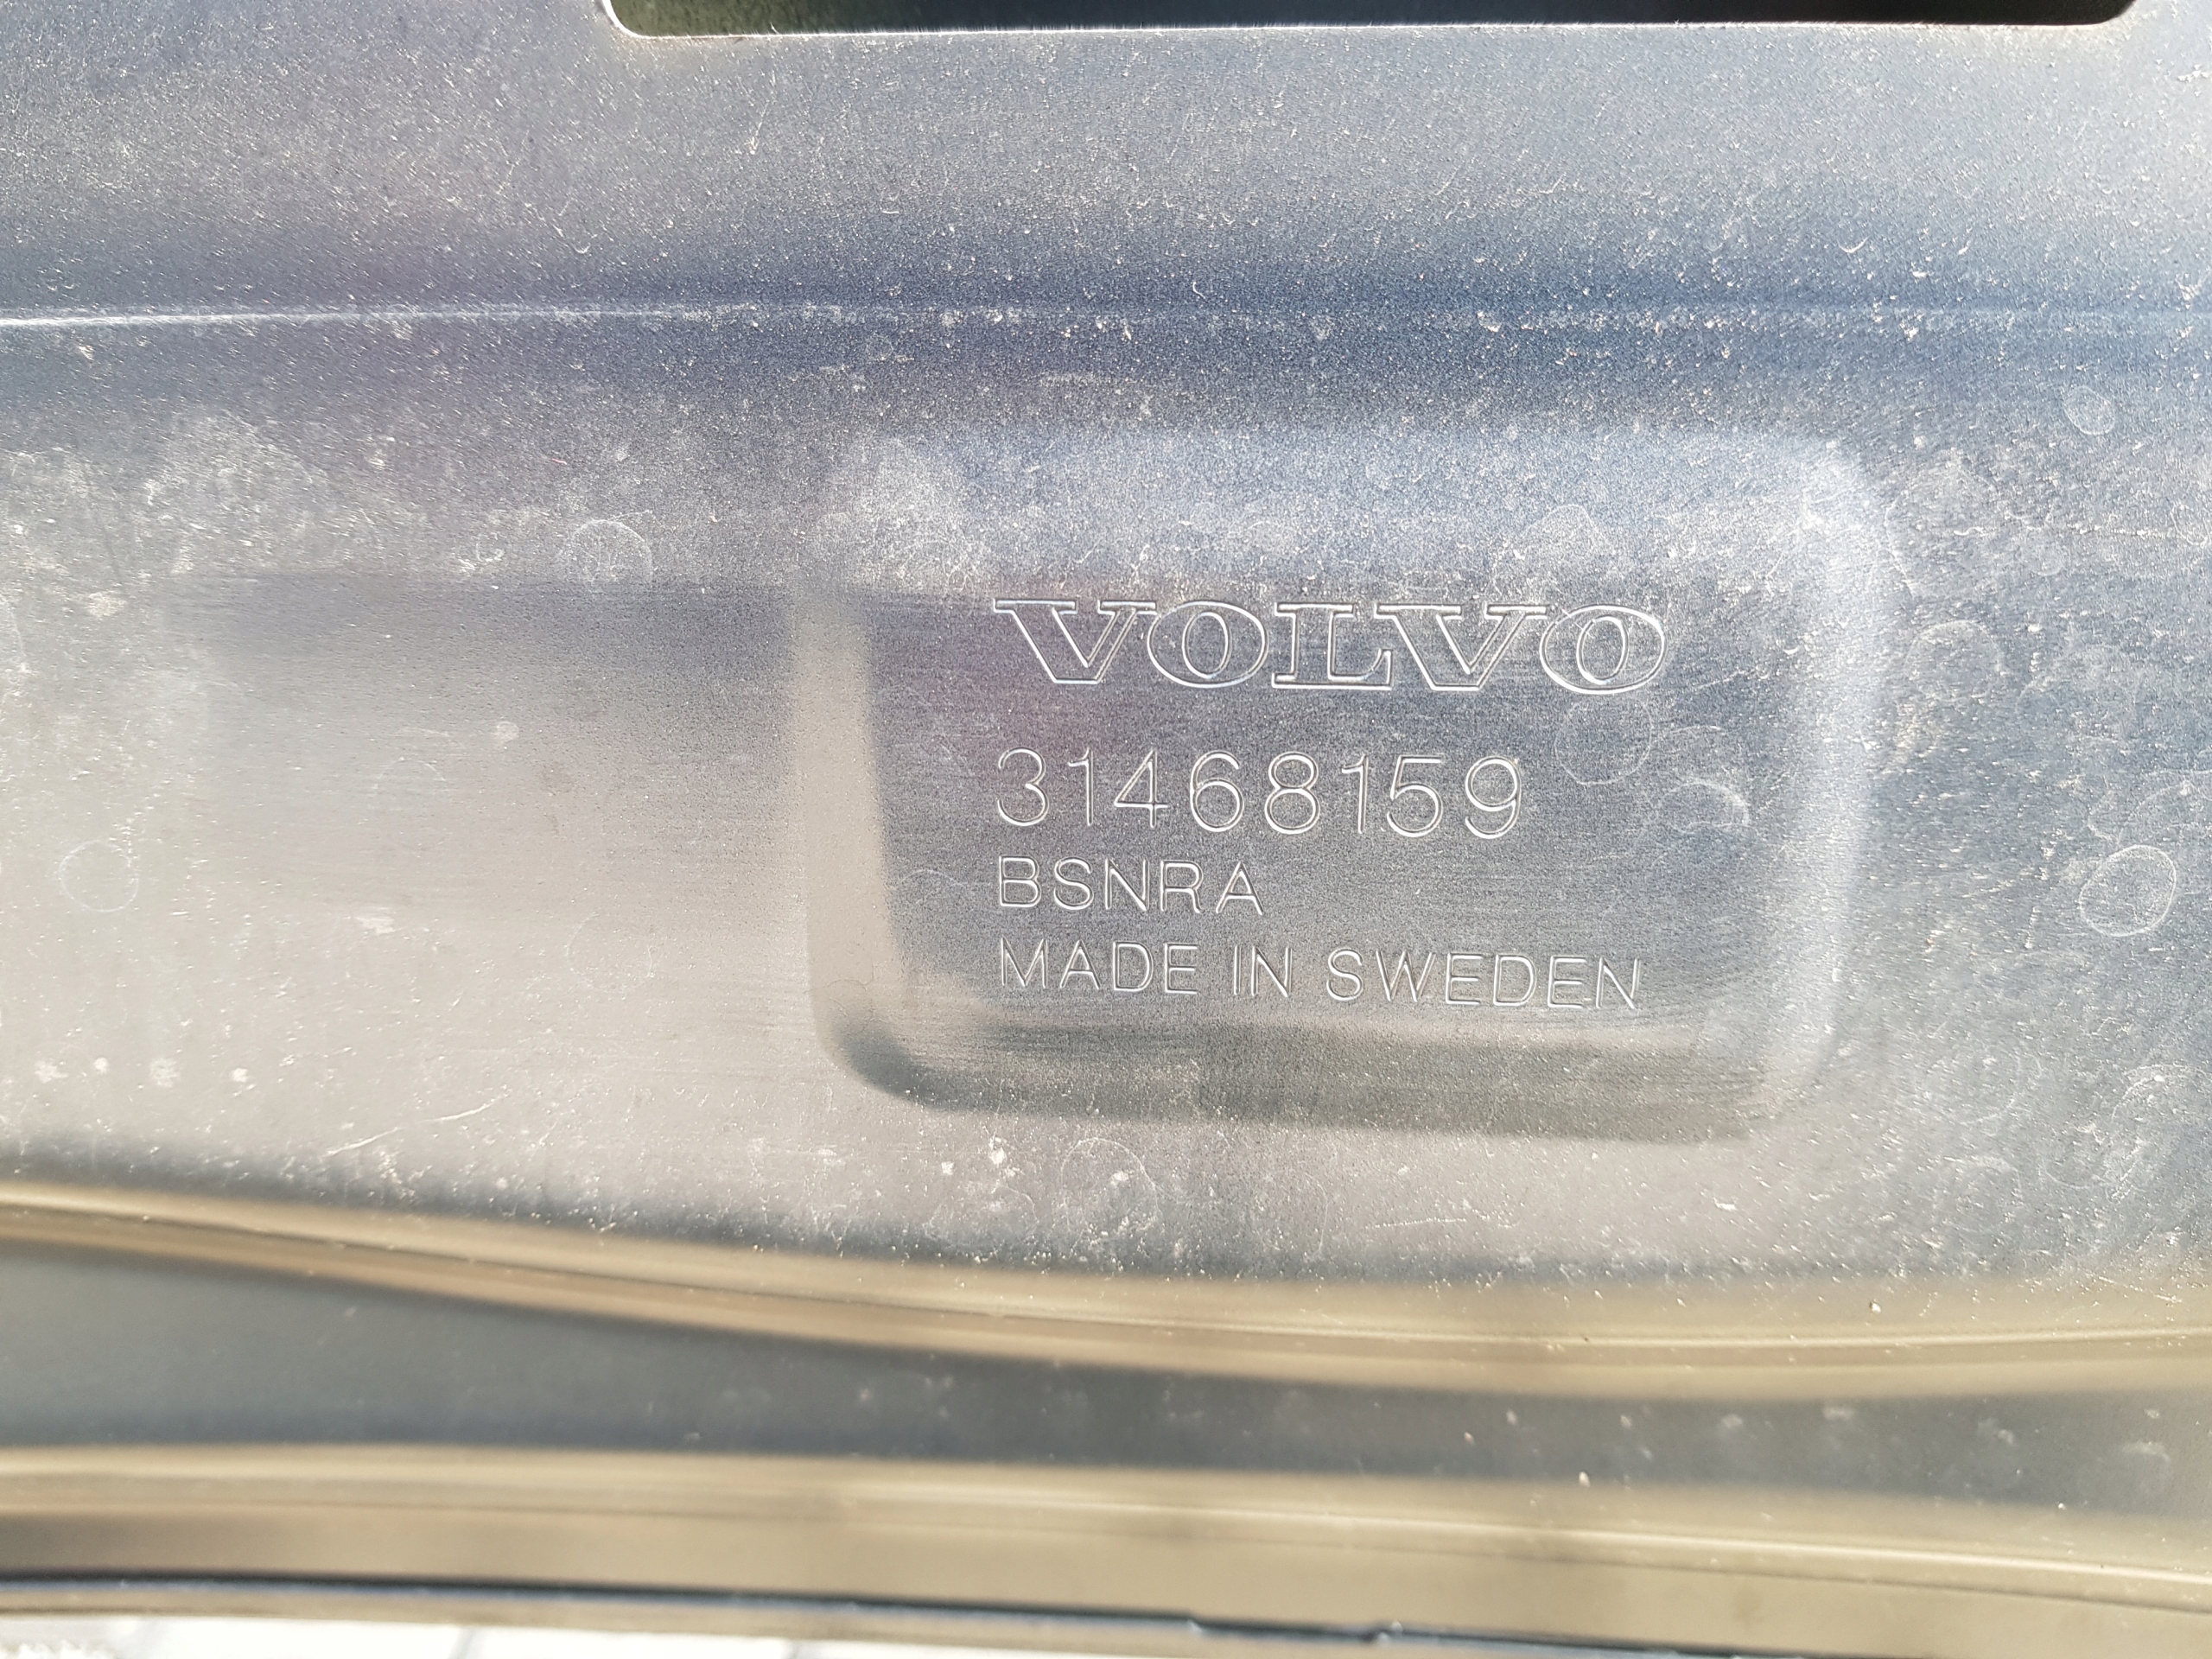 VOLVO
31468159
BSNRA
MADE IN SWEDEN